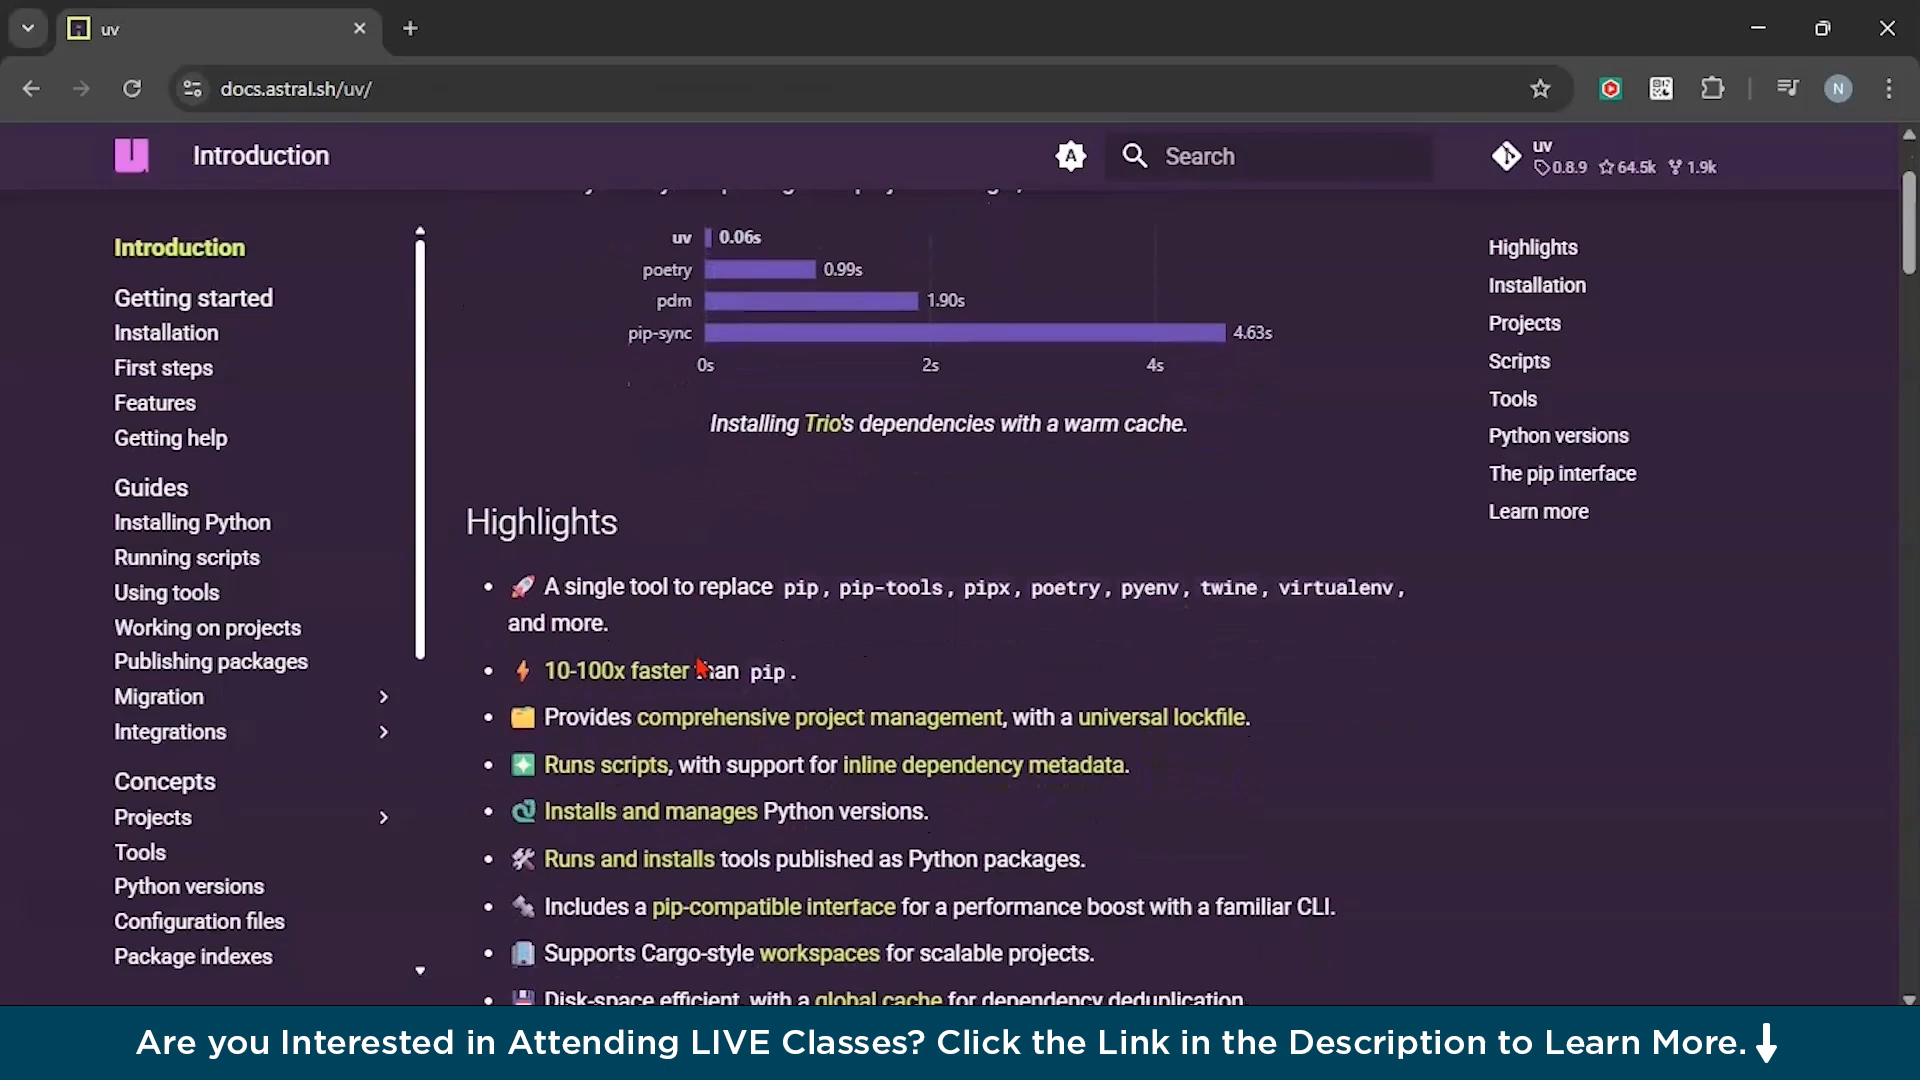 uv
docs.astral.sh/uv/
N
Introduction
A
Search
uv
0.8.9 64.5k 1.9k
Introduction
Getting started
Installation
First steps
Features
Getting help
Guides
Installing Python
Running scripts
Using tools
Working on projects
Publishing packages
Migration
Integrations
Concepts
Projects
Tools
Python versions
Configuration files
Package indexes
uv 0.06s
poetry 0.99s
pdm 1.90s
pip-sync 4.63s
0s 2s 4s
Installing Trio's dependencies with a warm cache.
Highlights
• 🚀 A single tool to replace pip, pip-tools, pipx, poetry, pyenv, twine, virtualenv,
and more.
• ⚡ 10-100x faster than pip.
• 🗂️ Provides comprehensive project management, with a universal lockfile.
• ❇️ Runs scripts, with support for inline dependency metadata.
• 🐍 Installs and manages Python versions.
• 🛠️ Runs and installs tools published as Python packages.
• 🔩 Includes a pip-compatible interface for a performance boost with a familiar CLI.
• 🏢 Supports Cargo-style workspaces for scalable projects.
• 💾 Disk-space efficient, with a global cache for dependency deduplication.
Highlights
Installation
Projects
Scripts
Tools
Python versions
The pip interface
Learn more
Are you Interested in Attending LIVE Classes? Click the Link in the Description to Learn More.